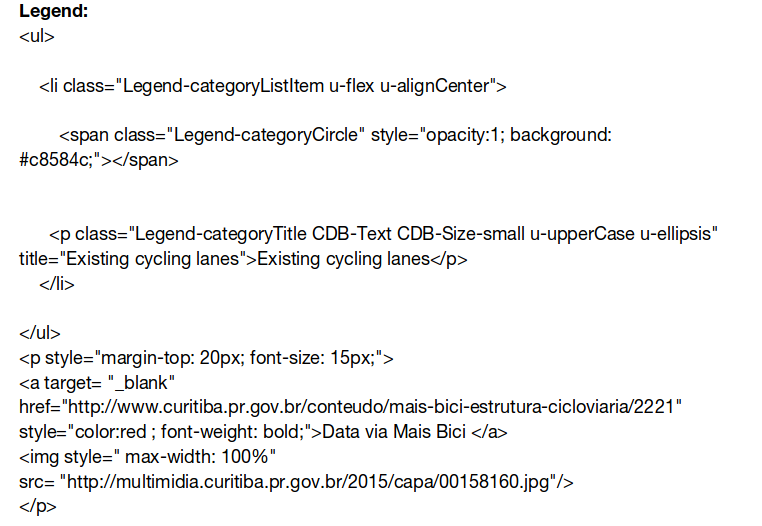 Legend:
<ul>
<li class="Legend-categoryListItem u-flex u-alignCenter">
<span class="Legend-categoryCircle" style="opacity:1; background:
#c8584c;"></span>
<p class="Legend-categoryTitle CDB-Text CDB-Size-small u-upperCase u-ellipsis"
title="Existing cycling lanes">Existing cycling lanes</p>
</li>
</ul>
<p style="margin-top: 20px; font-size: 15px;">
<a target= "_blank"
href="http://www.curitiba.pr.gov.br/conteudo/mais-bici-estrutura-cicloviaria/2221"
style="color:red ; font-weight: bold;">Data via Mais Bici </a>
<img style=" max-width: 100%"
src= "http://multimidia.curitiba.pr.gov.br/2015/capa/00158160.jpg"/>
</p>